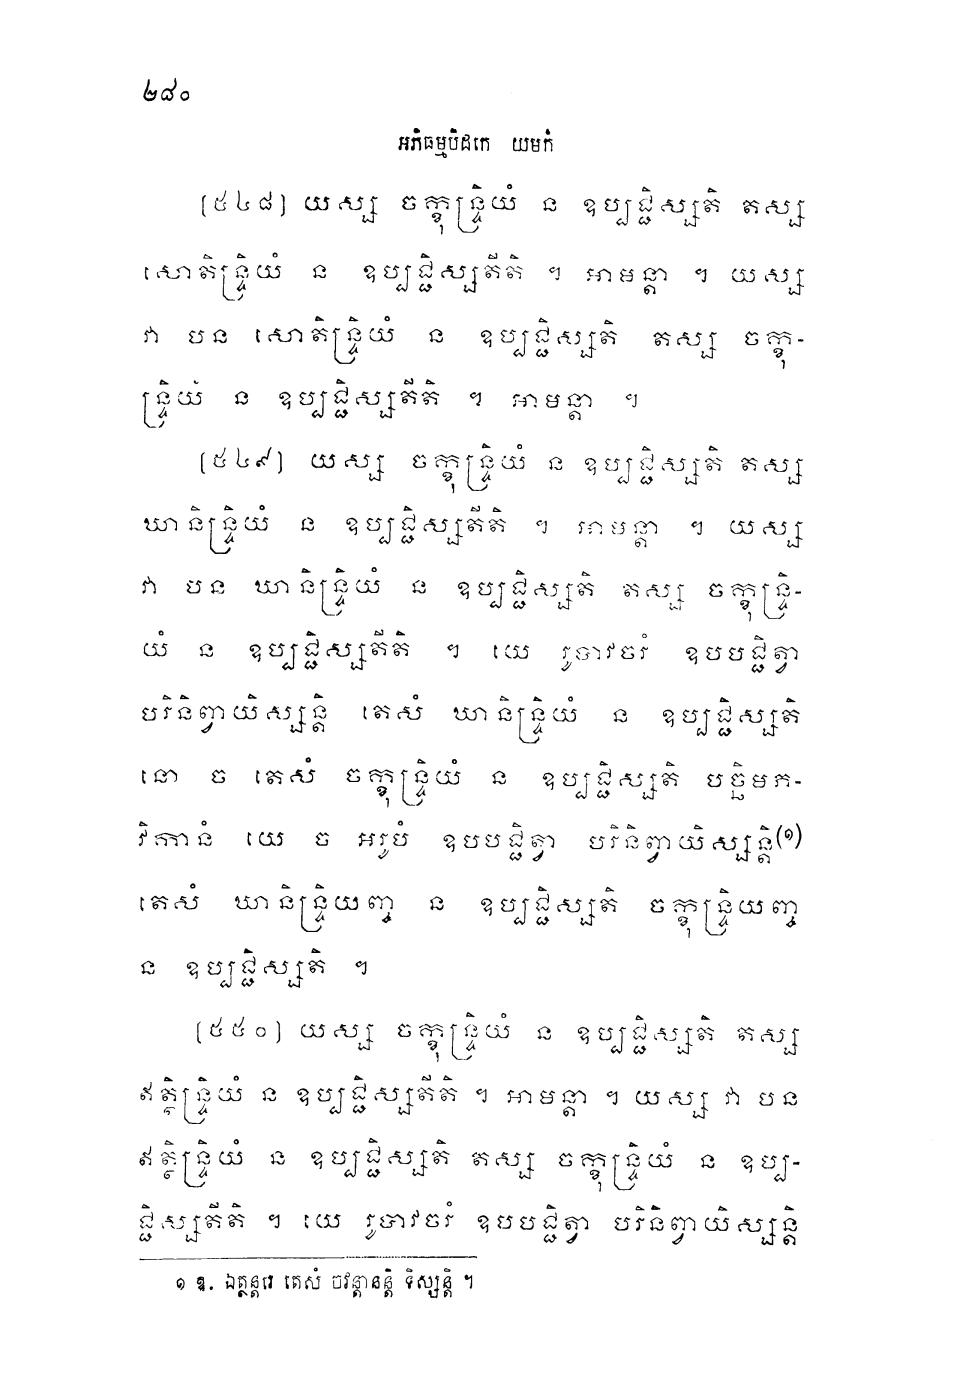 ២៨០
អភិធម្មបិដកេ យមកំ
[៥៤៨] យស្ស ចក្ខុន្ទ្រិយំ ន ឧប្បជ្ជិស្សតិ តស្ស
សោតិន្ទ្រិយំ ន ឧប្បជ្ជិស្សតីតិ ។ អាមន្តា ។ យស្ស
វា បន សោតិន្ទ្រិយំ ន ឧប្បជ្ជិស្សតិ តស្ស ចក្ខុ-
ន្ទ្រិយំ ន ឧប្បជ្ជិស្សតីតិ ។ អាមន្តា ។
[៥៤៩] យស្ស ចក្ខុន្ទ្រិយំ ន ឧប្បជ្ជិស្សតិ តស្ស
ឃានិន្ទ្រិយំ ន ឧប្បជ្ជិស្សតីតិ ។ អាមន្តា ។ យស្ស
វា បន ឃានិន្ទ្រិយំ ន ឧប្បជ្ជិស្សតិ តស្ស ចក្ខុន្ទ្រិ-
យំ ន ឧប្បជ្ជិស្សតីតិ ។ យេ រូបាវចរំ ឧបបជ្ជិត្វា
បរិនិព្វាយិស្សន្តិ តេសំ ឃានិន្ទ្រិយំ ន ឧប្បជ្ជិស្សតិ
នោ ច តេសំ ចក្ខុន្ទ្រិយំ ន ឧប្បជ្ជិស្សតិ បច្ឆិមភ-
វិកានំ យេ ច អរូបំ ឧបបជ្ជិត្វា បរិនិព្វាយិស្សន្តិ(១)
តេសំ ឃានិន្ទ្រិយញ្ច ន ឧប្បជ្ជិស្សតិ ចក្ខុន្ទ្រិយញ្ច
ន ឧប្បជ្ជិស្សតិ ។
[៥៥០] យស្ស ចក្ខុន្ទ្រិយំ ន ឧប្បជ្ជិស្សតិ តស្ស
ឥត្ថិន្ទ្រិយំ ន ឧប្បជ្ជិស្សតីតិ ។ អាមន្តា ។ យស្ស វា បន
ឥត្ថិន្ទ្រិយំ ន ឧប្បជ្ជិស្សតិ តស្ស ចក្ខុន្ទ្រិយំ ន ឧប្ប-
ជ្ជិស្សតីតិ ។ យេ រូបាវចរំ ឧបបជ្ជិត្វា បរិនិព្វាយិស្សន្តិ
១ ឱ. ឯត្ថន្តរេ តេសំ ចវន្តានន្តិ ទិស្សន្តិ ។